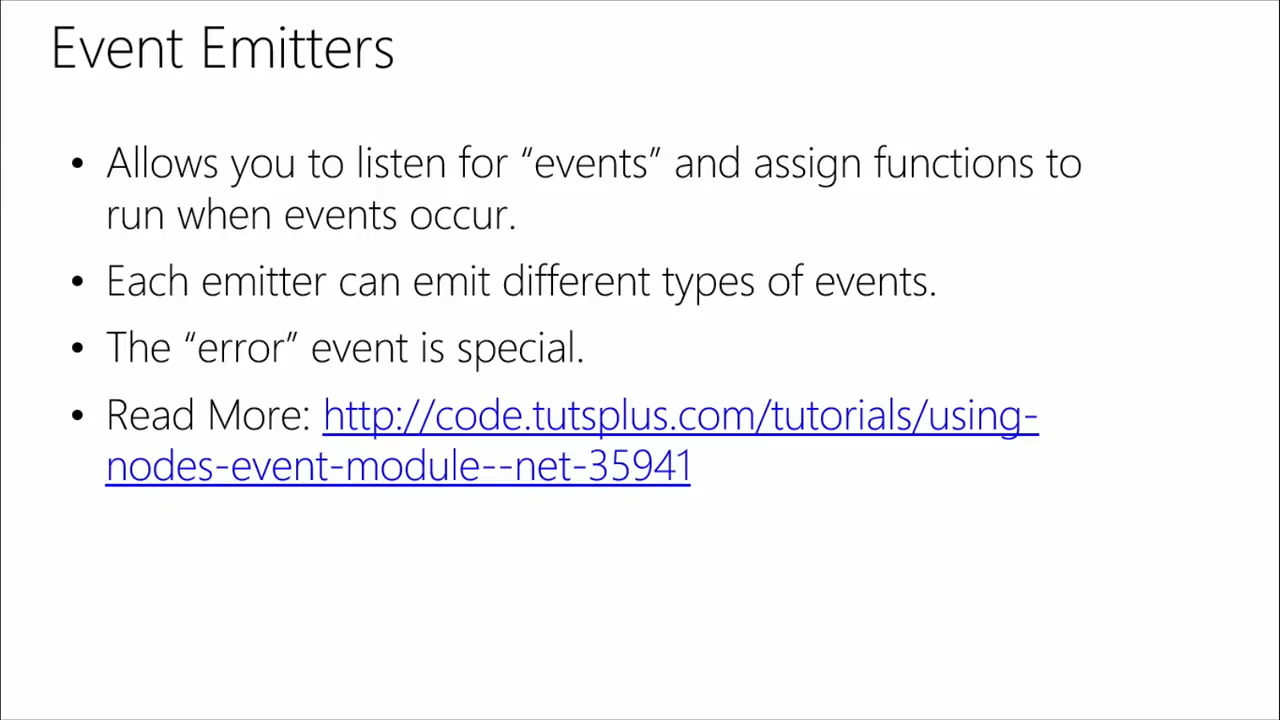 Event Emitters
• Allows you to listen for “events” and assign functions to
run when events occur.
• Each emitter can emit different types of events.
• The “error” event is special.
• Read More: http://code.tutsplus.com/tutorials/using-
nodes-event-module--net-35941